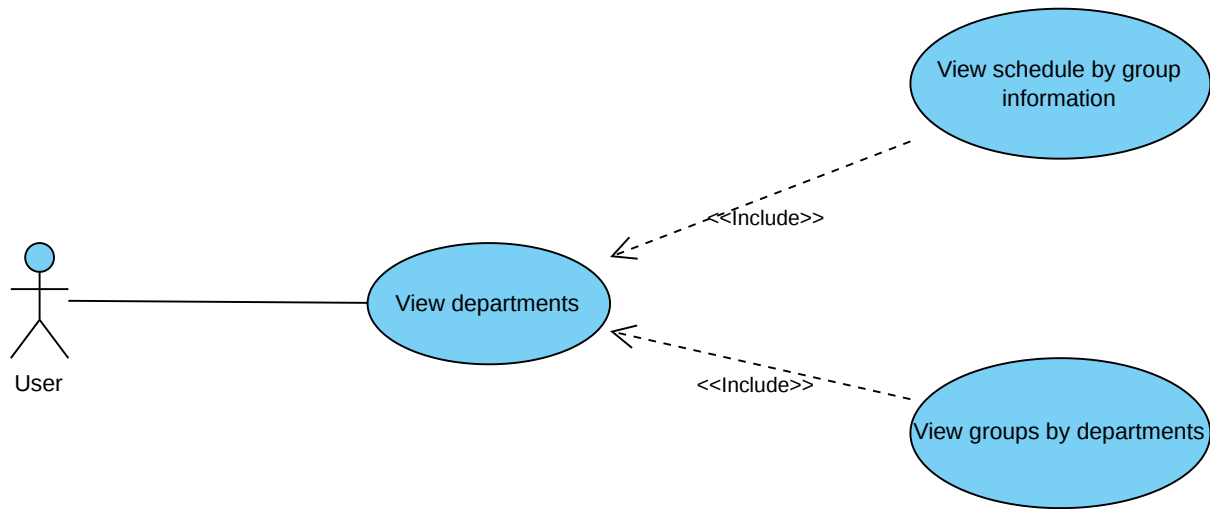 View schedule by group
information
<<Include>>
View departments
User
<<Include>>
View groups by departments